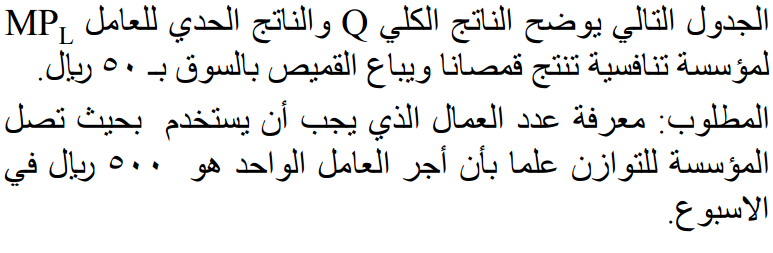 الجدول التالي يوضح الناتج الكلي Q والناتج الحدي للعامل MPL
لمؤسسة تنافسية تنتج قمصانا ويباع القميص بالسوق بـ ٥٠ ريال.
المطلوب: معرفة عدد العمال الذي يجب أن يستخدم بحيث تصل
المؤسسة للتوازن علما بأن أجر العامل الواحد هو ٥٠٠ ريال في
الاسبوع.